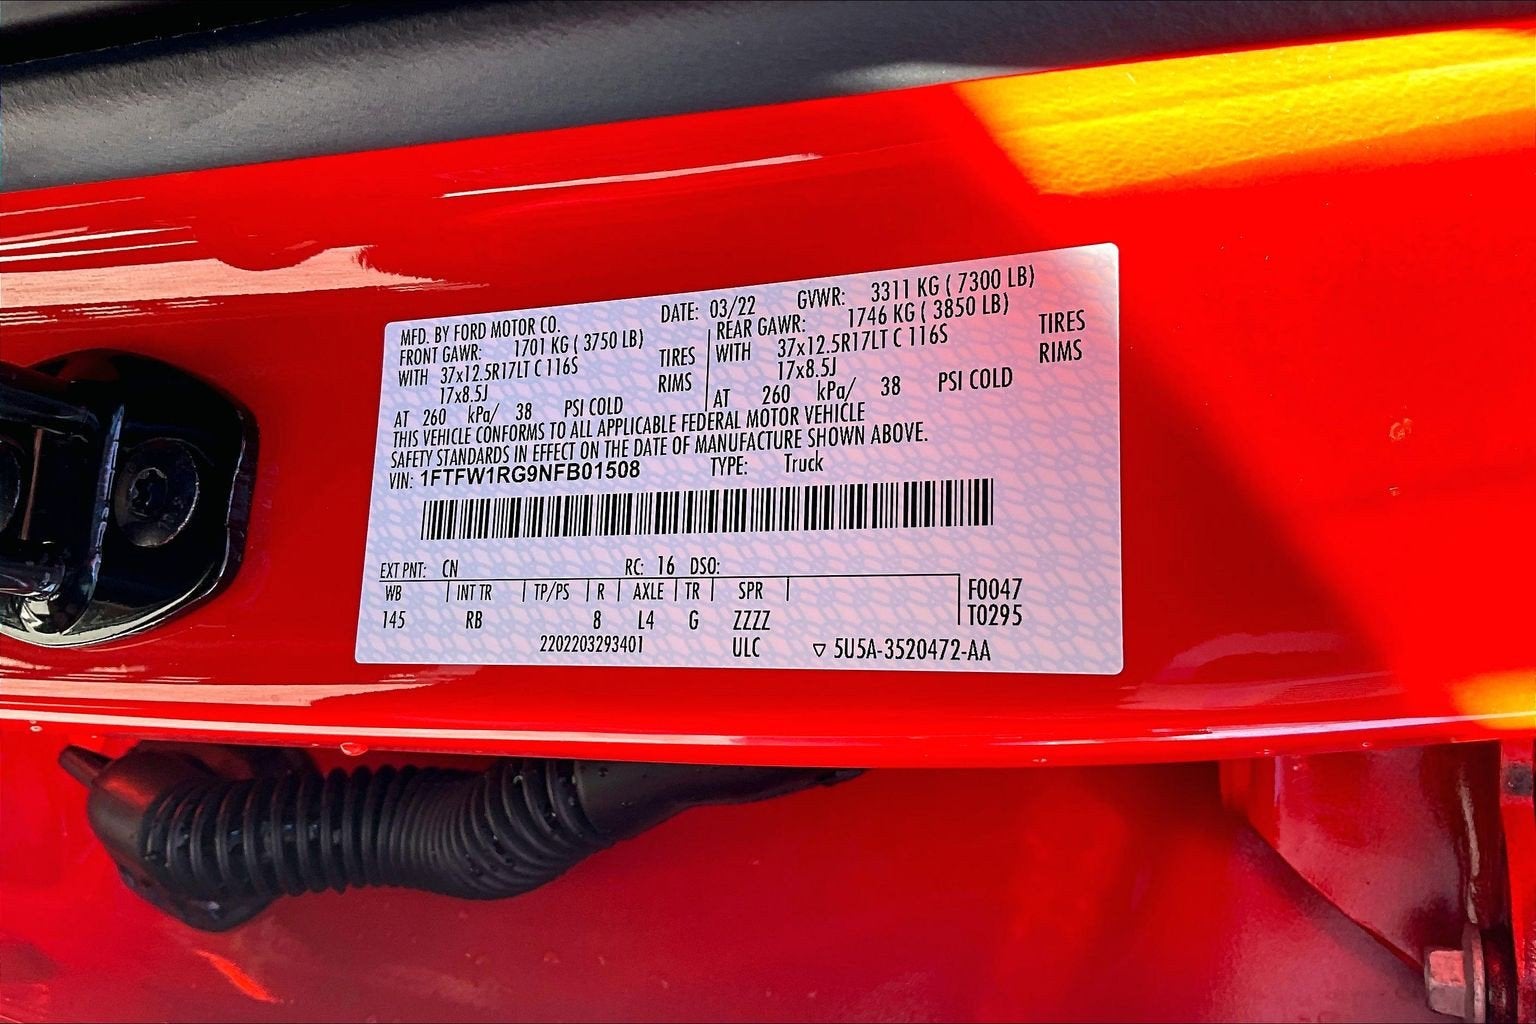 MFD. BY FORD MOTOR CO. DATE: 03/22 GVWR: 3311 KG ( 7300 LB)
FRONT GAWR: 1701 KG ( 3750 LB) REAR GAWR: 1746 KG ( 3850 LB)
WITH 37x12.5R17LT C 116S TIRES WITH 37x12.5R17LT C 116S TIRES
17x8.5J RIMS 17x8.5J RIMS
AT 260 kPa/ 38 PSI COLD AT 260 kPa/ 38 PSI COLD
THIS VEHICLE CONFORMS TO ALL APPLICABLE FEDERAL MOTOR VEHICLE
SAFETY STANDARDS IN EFFECT ON THE DATE OF MANUFACTURE SHOWN ABOVE.
VIN: 1FTFW1RG9NFB01508 TYPE: Truck
EXT PNT: CN RC: 16 DSO:
WB INT TR TP/PS R AXLE TR SPR F0047
145 RB 8 L4 G ZZZZ T0295
2202203293401 ULC ▽ 5U5A-3520472-AA